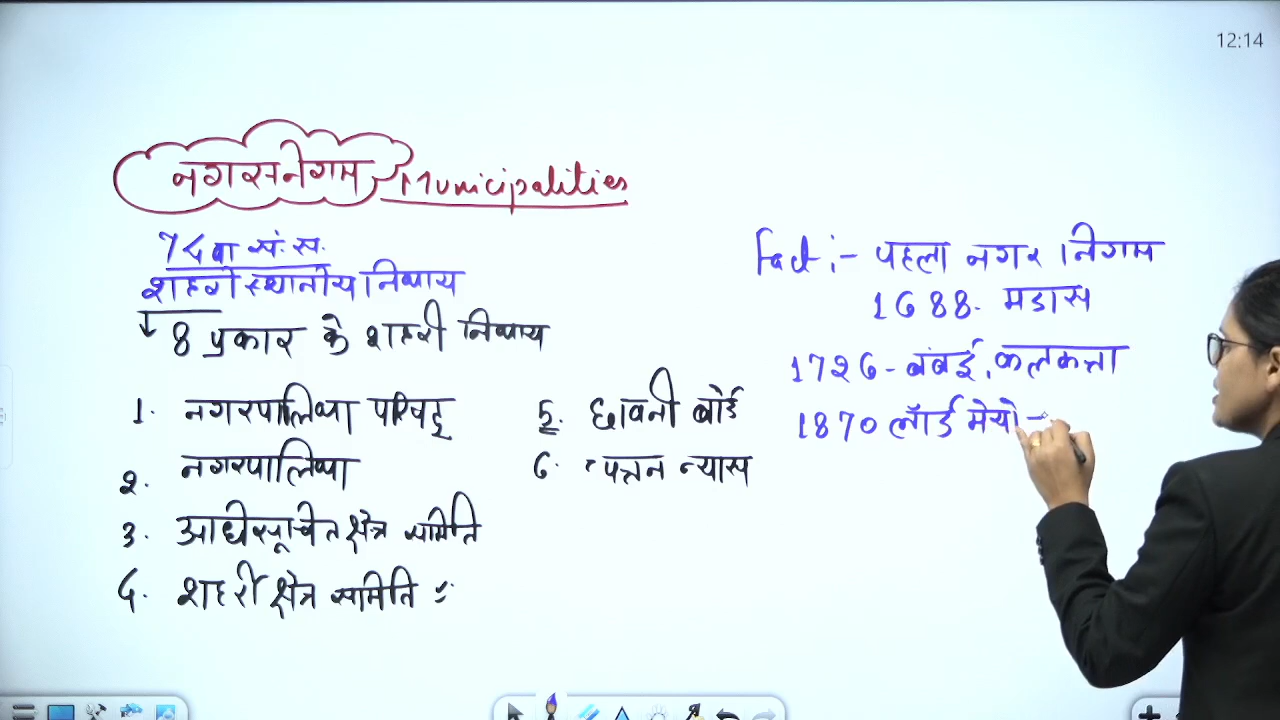 12:14
नगरनिगम Municipalities
74वा सं. स.
शहरी स्थानीय निकाय
↓ 8 प्रकार के शहरी निकाय
1. नगरपालिका परिषद्
2. नगरपालिका
3. अधिसूचित क्षेत्र समिति
4. शहरी क्षेत्र समिति :-
5. छावनी बोर्ड
6. पत्तन न्यास
Fact :- पहला नगर निगम
1688. मद्रास
1726 - बंबई, कलकत्ता
1870 लॉर्ड मेयो -